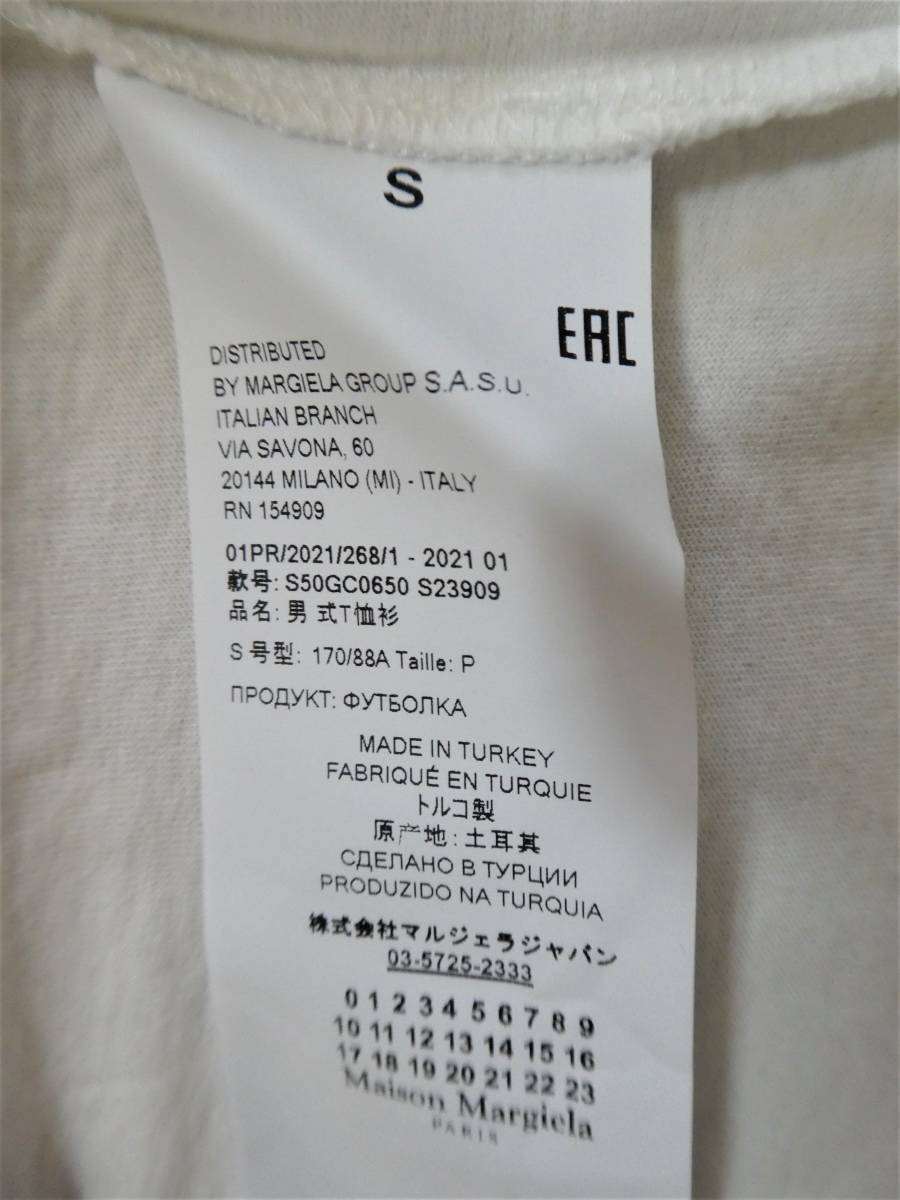 S
EAC
DISTRIBUTED
BY MARGIELA GROUP S.A.S.U.
ITALIAN BRANCH
VIA SAVONA, 60
20144 MILANO (MI) - ITALY
RN 154909
01PR/2021/268/1 - 2021 01
款号: S50GC0650 S23909
品名: 男 式T恤衫
S 号型: 170/88A Taille: P
ПРОДУКТ: ФУТБОЛКА
MADE IN TURKEY
FABRIQUÉ EN TURQUIE
トルコ製
原产地: 土耳其
СДЕЛАНО В ТУРЦИИ
PRODUZIDO NA TURQUIA
株式会社マルジェラジャパン
03-5725-2333
0 1 2 3 4 5 6 7 8 9
10 11 12 13 14 15 16
17 18 19 20 21 22 23
Maison Margiela
PARIS